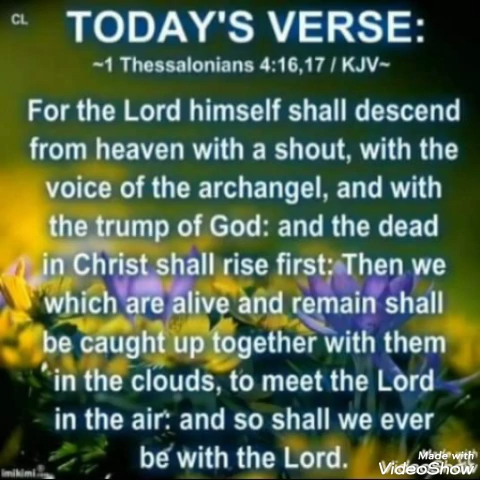 CL
TODAY'S VERSE:
~1 Thessalonians 4:16,17 / KJV~
For the Lord himself shall descend
from heaven with a shout, with the
voice of the archangel, and with
the trump of God: and the dead
in Christ shall rise first: Then we
which are alive and remain shall
be caught up together with them
in the clouds, to meet the Lord
in the air: and so shall we ever
be with the Lord.
Made with
VideoShow
imikimi